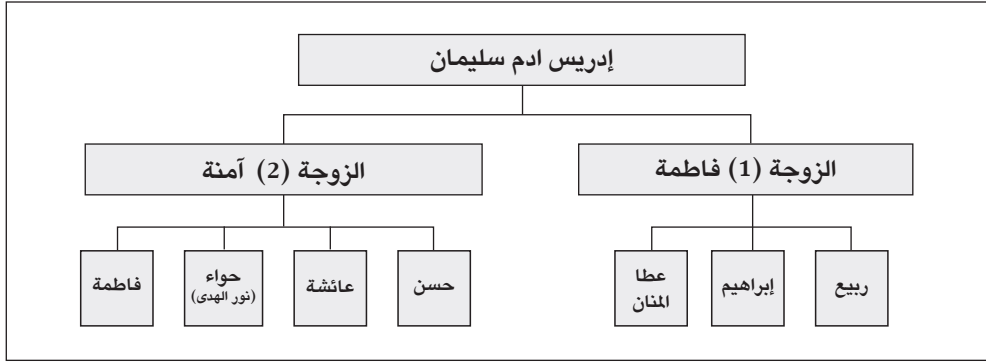 إدريس ادم سليمان
الزوجة (1) فاطمة
الزوجة (2) آمنة
ربيع
إبراهيم
عطا
المنان
حسن
عائشة
حواء
(نور الهدى)
فاطمة